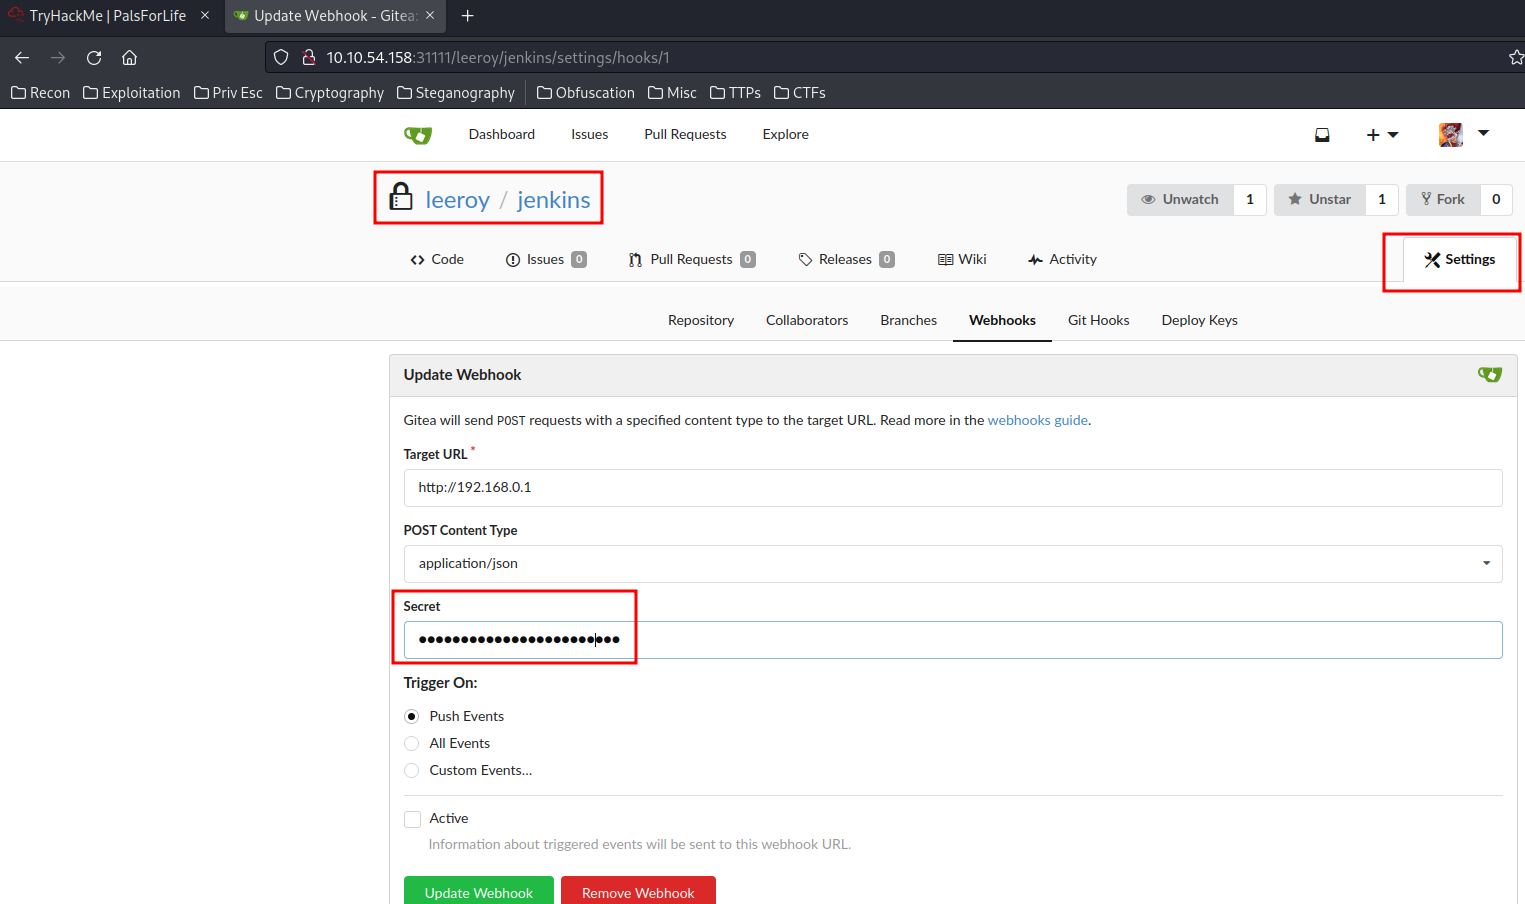 TryHackMe | PalsForLife × Update Webhook - Gitea: × +
10.10.54.158:31111/leeroy/jenkins/settings/hooks/1
Recon Exploitation Priv Esc Cryptography Steganography Obfuscation Misc TTPs CTFs
Dashboard Issues Pull Requests Explore
leeroy / jenkins
Unwatch 1 Unstar 1 Fork 0
Code Issues 0 Pull Requests 0 Releases 0 Wiki Activity Settings
Repository Collaborators Branches Webhooks Git Hooks Deploy Keys
Update Webhook
Gitea will send POST requests with a specified content type to the target URL. Read more in the webhooks guide.
Target URL *
http://192.168.0.1
POST Content Type
application/json
Secret
●●●●●●●●●●●●●●●●●●●●●●●●
Trigger On:
Push Events
All Events
Custom Events...
Active
Information about triggered events will be sent to this webhook URL.
Update Webhook Remove Webhook